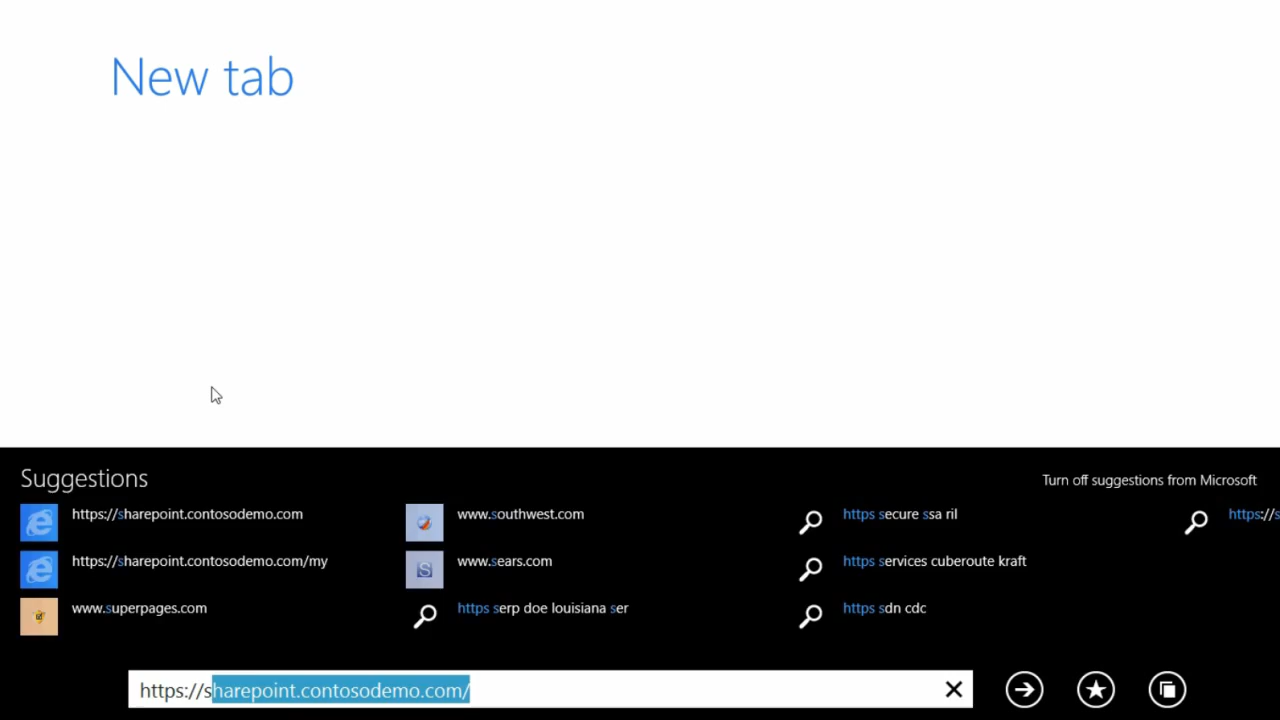 New tab
Suggestions
Turn off suggestions from Microsoft
https://sharepoint.contosodemo.com
https://sharepoint.contosodemo.com/my
www.superpages.com
www.southwest.com
www.sears.com
https serp doe louisiana ser
https secure ssa ril
https services cuberoute kraft
https sdn cdc
https://s
https://sharepoint.contosodemo.com/